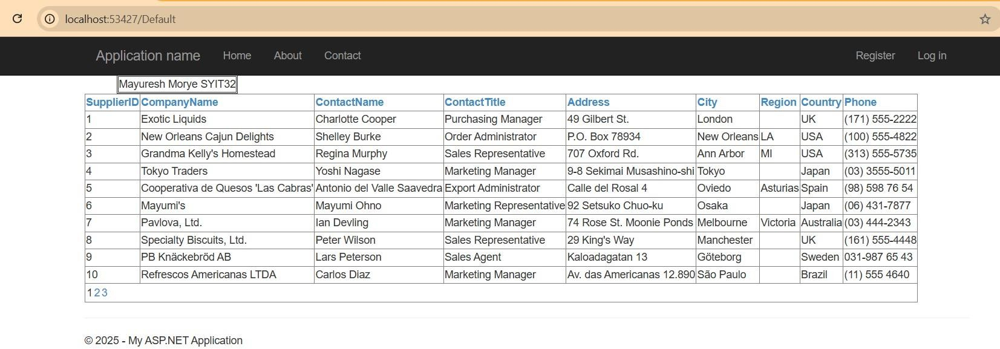 localhost:53427/Default
Application name Home About Contact Register Log in
Mayuresh Morye SYIT32
SupplierID CompanyName ContactName ContactTitle Address City Region Country Phone
1 Exotic Liquids Charlotte Cooper Purchasing Manager 49 Gilbert St. London UK (171) 555-2222
2 New Orleans Cajun Delights Shelley Burke Order Administrator P.O. Box 78934 New Orleans LA USA (100) 555-4822
3 Grandma Kelly's Homestead Regina Murphy Sales Representative 707 Oxford Rd. Ann Arbor MI USA (313) 555-5735
4 Tokyo Traders Yoshi Nagase Marketing Manager 9-8 Sekimai Musashino-shi Tokyo Japan (03) 3555-5011
5 Cooperativa de Quesos 'Las Cabras' Antonio del Valle Saavedra Export Administrator Calle del Rosal 4 Oviedo Asturias Spain (98) 598 76 54
6 Mayumi's Mayumi Ohno Marketing Representative 92 Setsuko Chuo-ku Osaka Japan (06) 431-7877
7 Pavlova, Ltd. Ian Devling Marketing Manager 74 Rose St. Moonie Ponds Melbourne Victoria Australia (03) 444-2343
8 Specialty Biscuits, Ltd. Peter Wilson Sales Representative 29 King's Way Manchester UK (161) 555-4448
9 PB Knäckebröd AB Lars Peterson Sales Agent Kaloadagatan 13 Göteborg Sweden 031-987 65 43
10 Refrescos Americanas LTDA Carlos Diaz Marketing Manager Av. das Americanas 12.890 São Paulo Brazil (11) 555 4640
1 2 3
© 2025 - My ASP.NET Application